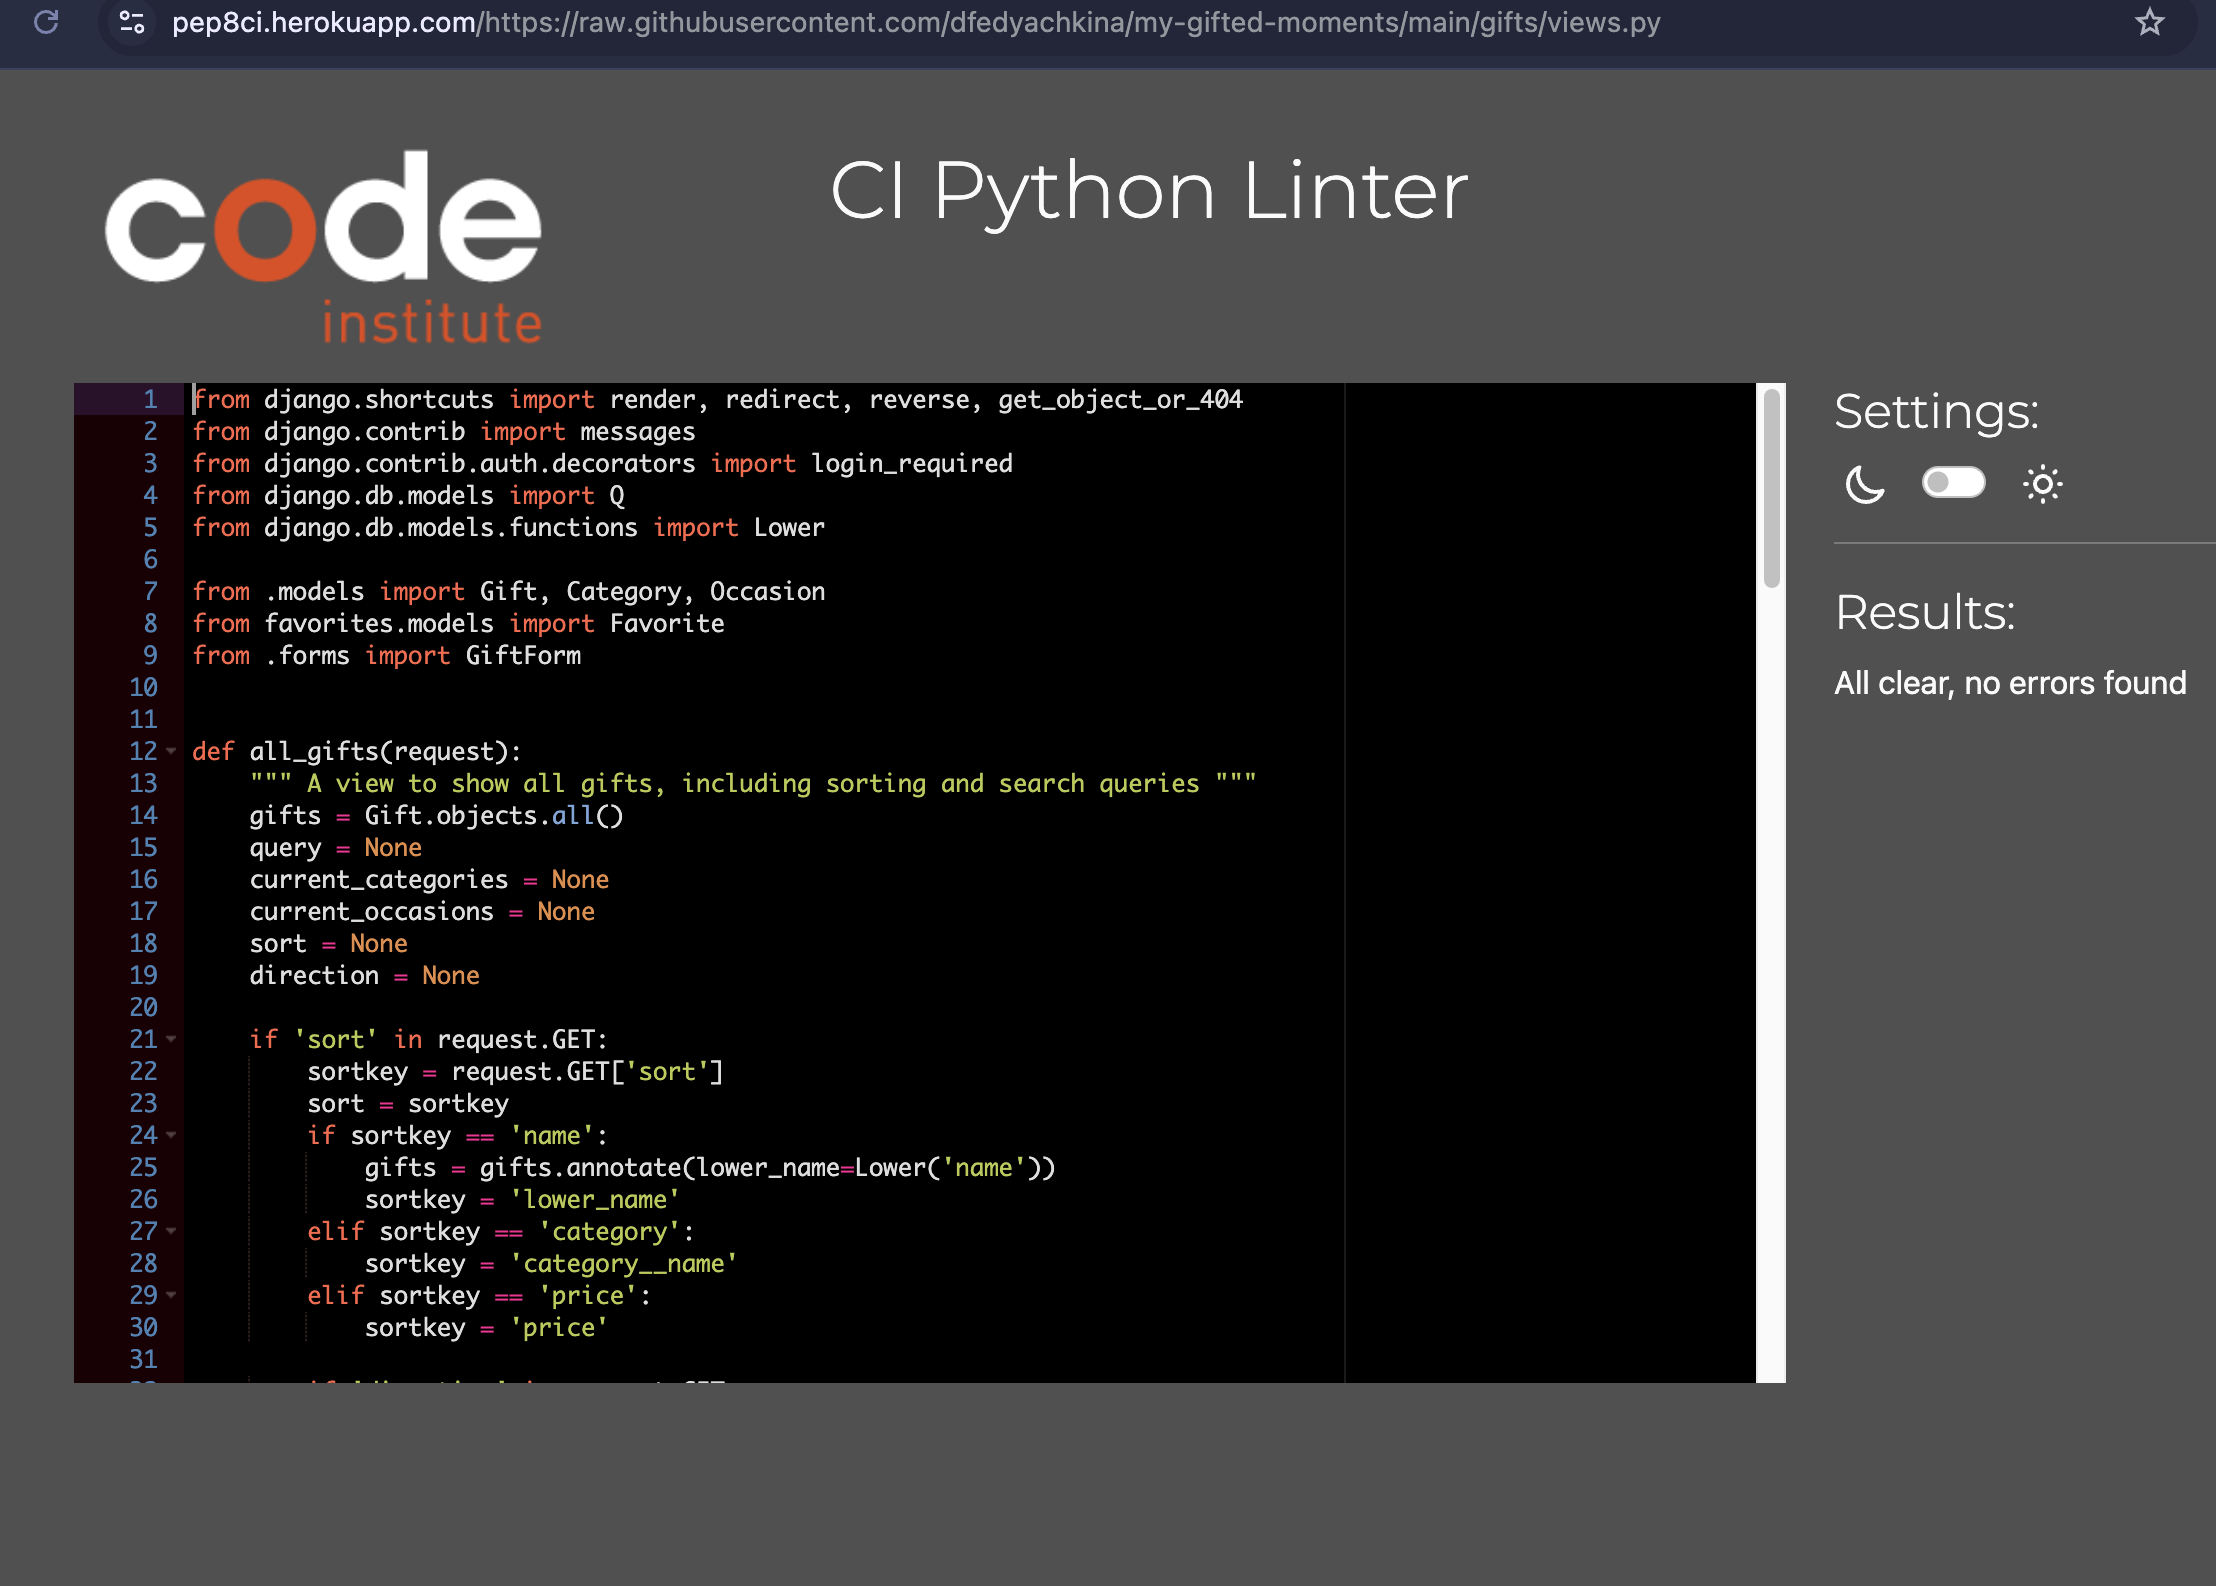 pep8ci.herokuapp.com/https://raw.githubusercontent.com/dfedyachkina/my-gifted-moments/main/gifts/views.py
code
institute
CI Python Linter
1 from django.shortcuts import render, redirect, reverse, get_object_or_404
2 from django.contrib import messages
3 from django.contrib.auth.decorators import login_required
4 from django.db.models import Q
5 from django.db.models.functions import Lower
6
7 from .models import Gift, Category, Occasion
8 from favorites.models import Favorite
9 from .forms import GiftForm
10
11
12 def all_gifts(request):
13     """ A view to show all gifts, including sorting and search queries """
14     gifts = Gift.objects.all()
15     query = None
16     current_categories = None
17     current_occasions = None
18     sort = None
19     direction = None
20
21     if 'sort' in request.GET:
22         sortkey = request.GET['sort']
23         sort = sortkey
24         if sortkey == 'name':
25             gifts = gifts.annotate(lower_name=Lower('name'))
26             sortkey = 'lower_name'
27         elif sortkey == 'category':
28             sortkey = 'category__name'
29         elif sortkey == 'price':
30             sortkey = 'price'
31
Settings:
Results:
All clear, no errors found